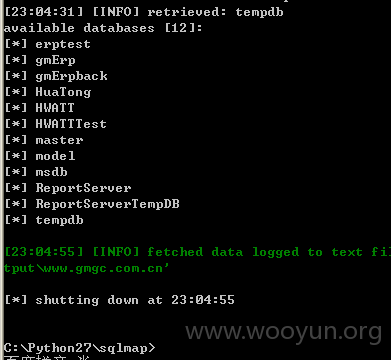 [23:04:31] [INFO] retrieved: tempdb
available databases [12]:
[*] erptest
[*] gmErp
[*] gmErpback
[*] HuaTong
[*] HWATT
[*] HWATTTest
[*] master
[*] model
[*] msdb
[*] ReportServer
[*] ReportServerTempDB
[*] tempdb
[23:04:55] [INFO] fetched data logged to text fil
tput\www.gmgc.com.cn'
[*] shutting down at 23:04:55
www.wooyun.org
C:\Python27\sqlmap>